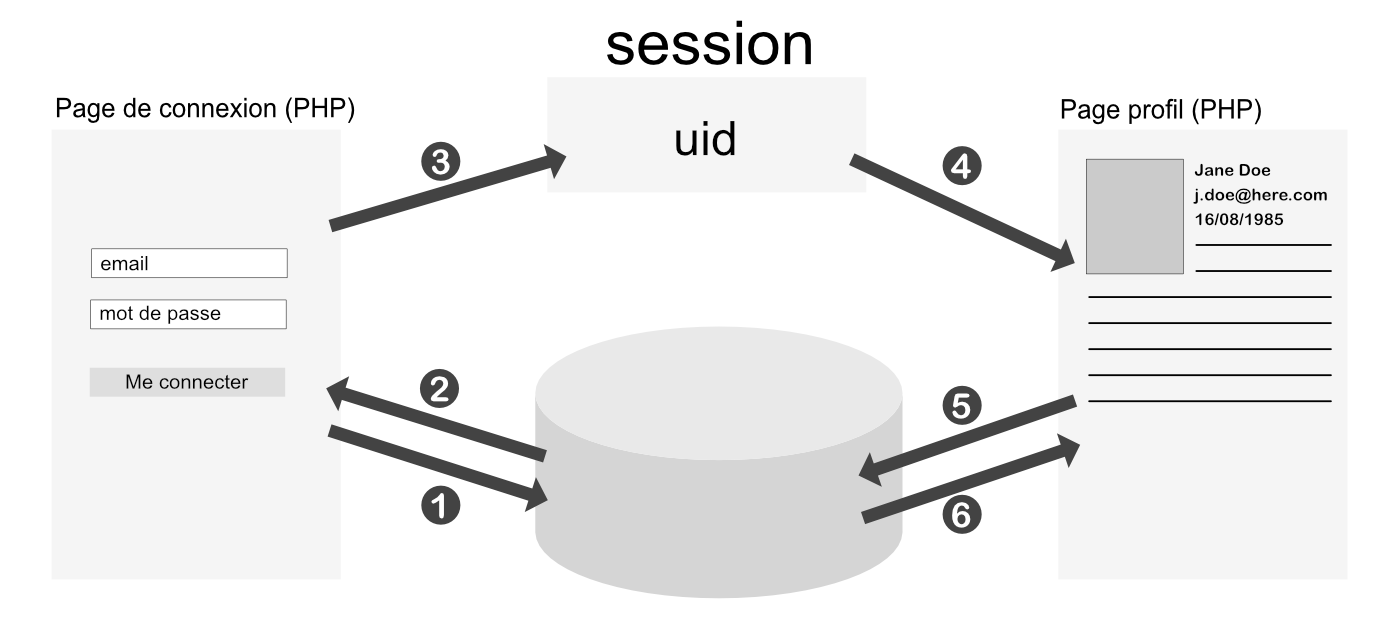 session
uid
Page de connexion (PHP)
email
mot de passe
Me connecter
3
2
1
4
5
6
Page profil (PHP)
Jane Doe
j.doe@here.com
16/08/1985